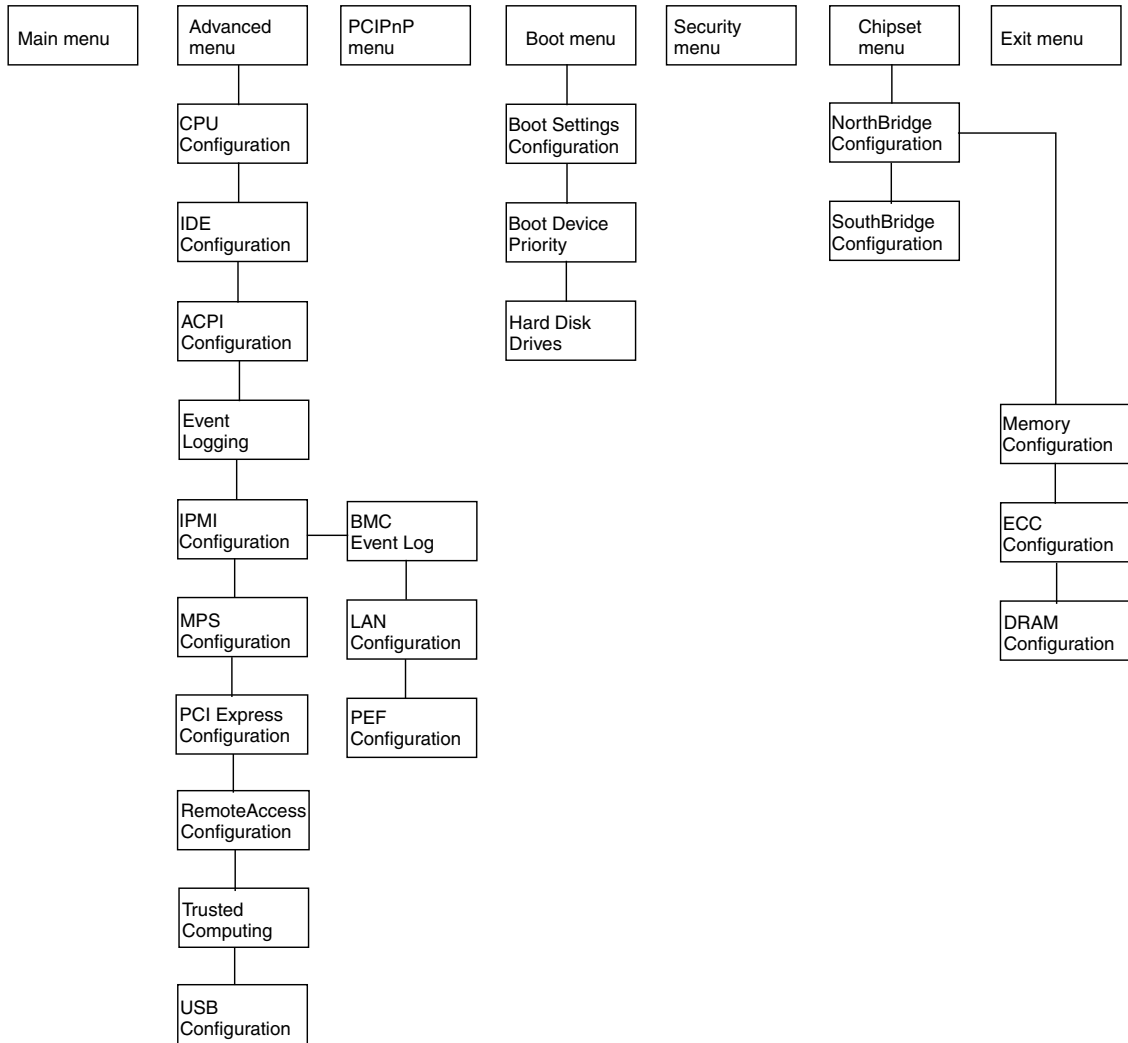 Main menu
Advanced
menu
PCIPnP
menu
Boot menu
Security
menu
Chipset
menu
Exit menu
CPU
Configuration
IDE
Configuration
ACPI
Configuration
Event
Logging
IPMI
Configuration
MPS
Configuration
PCI Express
Configuration
RemoteAccess
Configuration
Trusted
Computing
USB
Configuration
BMC
Event Log
LAN
Configuration
PEF
Configuration
Boot Settings
Configuration
Boot Device
Priority
Hard Disk
Drives
NorthBridge
Configuration
SouthBridge
Configuration
Memory
Configuration
ECC
Configuration
DRAM
Configuration